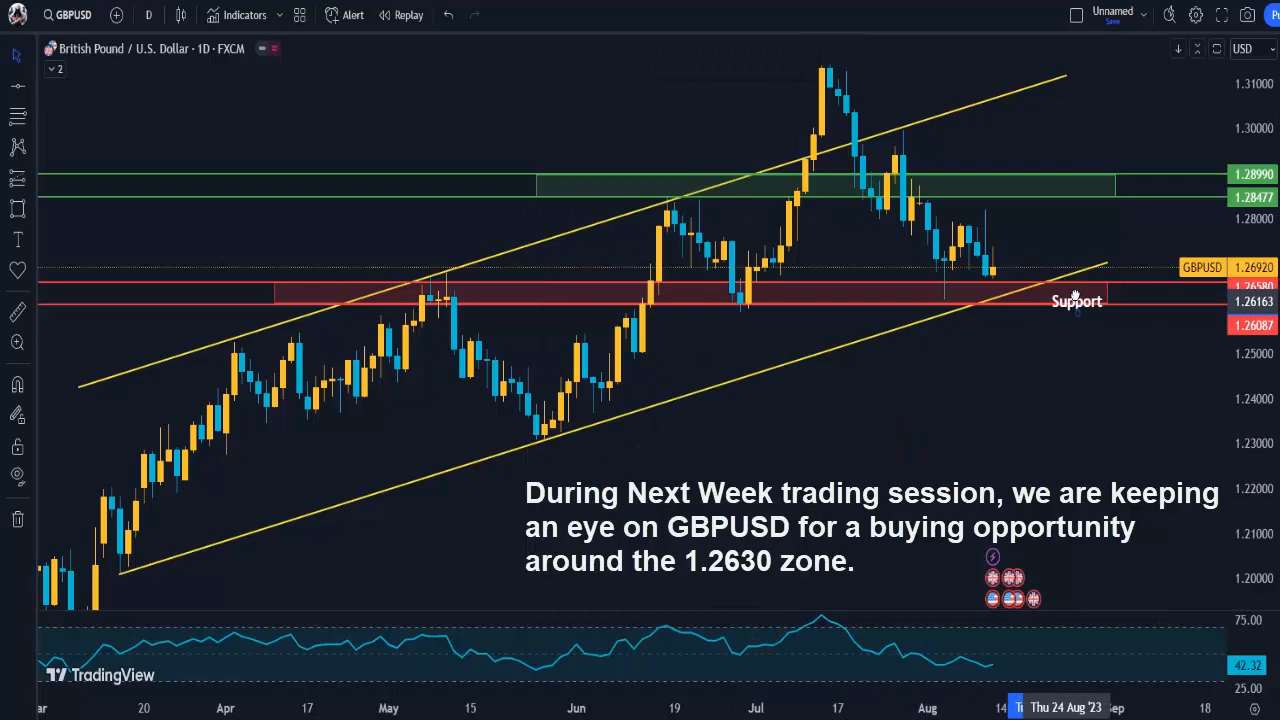 GBPUSD D Indicators Alert Replay Unnamed Save
British Pound / U.S. Dollar · 1D · FXCM USD
2
1.31000
1.30000
1.28990
1.28477
1.28000
GBPUSD 1.26920
1.26580
Support 1.26163
1.26087
1.25000
1.24000
1.23000
During Next Week trading session, we are keeping
an eye on GBPUSD for a buying opportunity
around the 1.2630 zone.
1.22000
1.21000
1.20000
75.00
42.32
TradingView
25.00
20 Apr 17 May 15 Jun 19 Jul 17 Aug 14 Thu 24 Aug '23 18